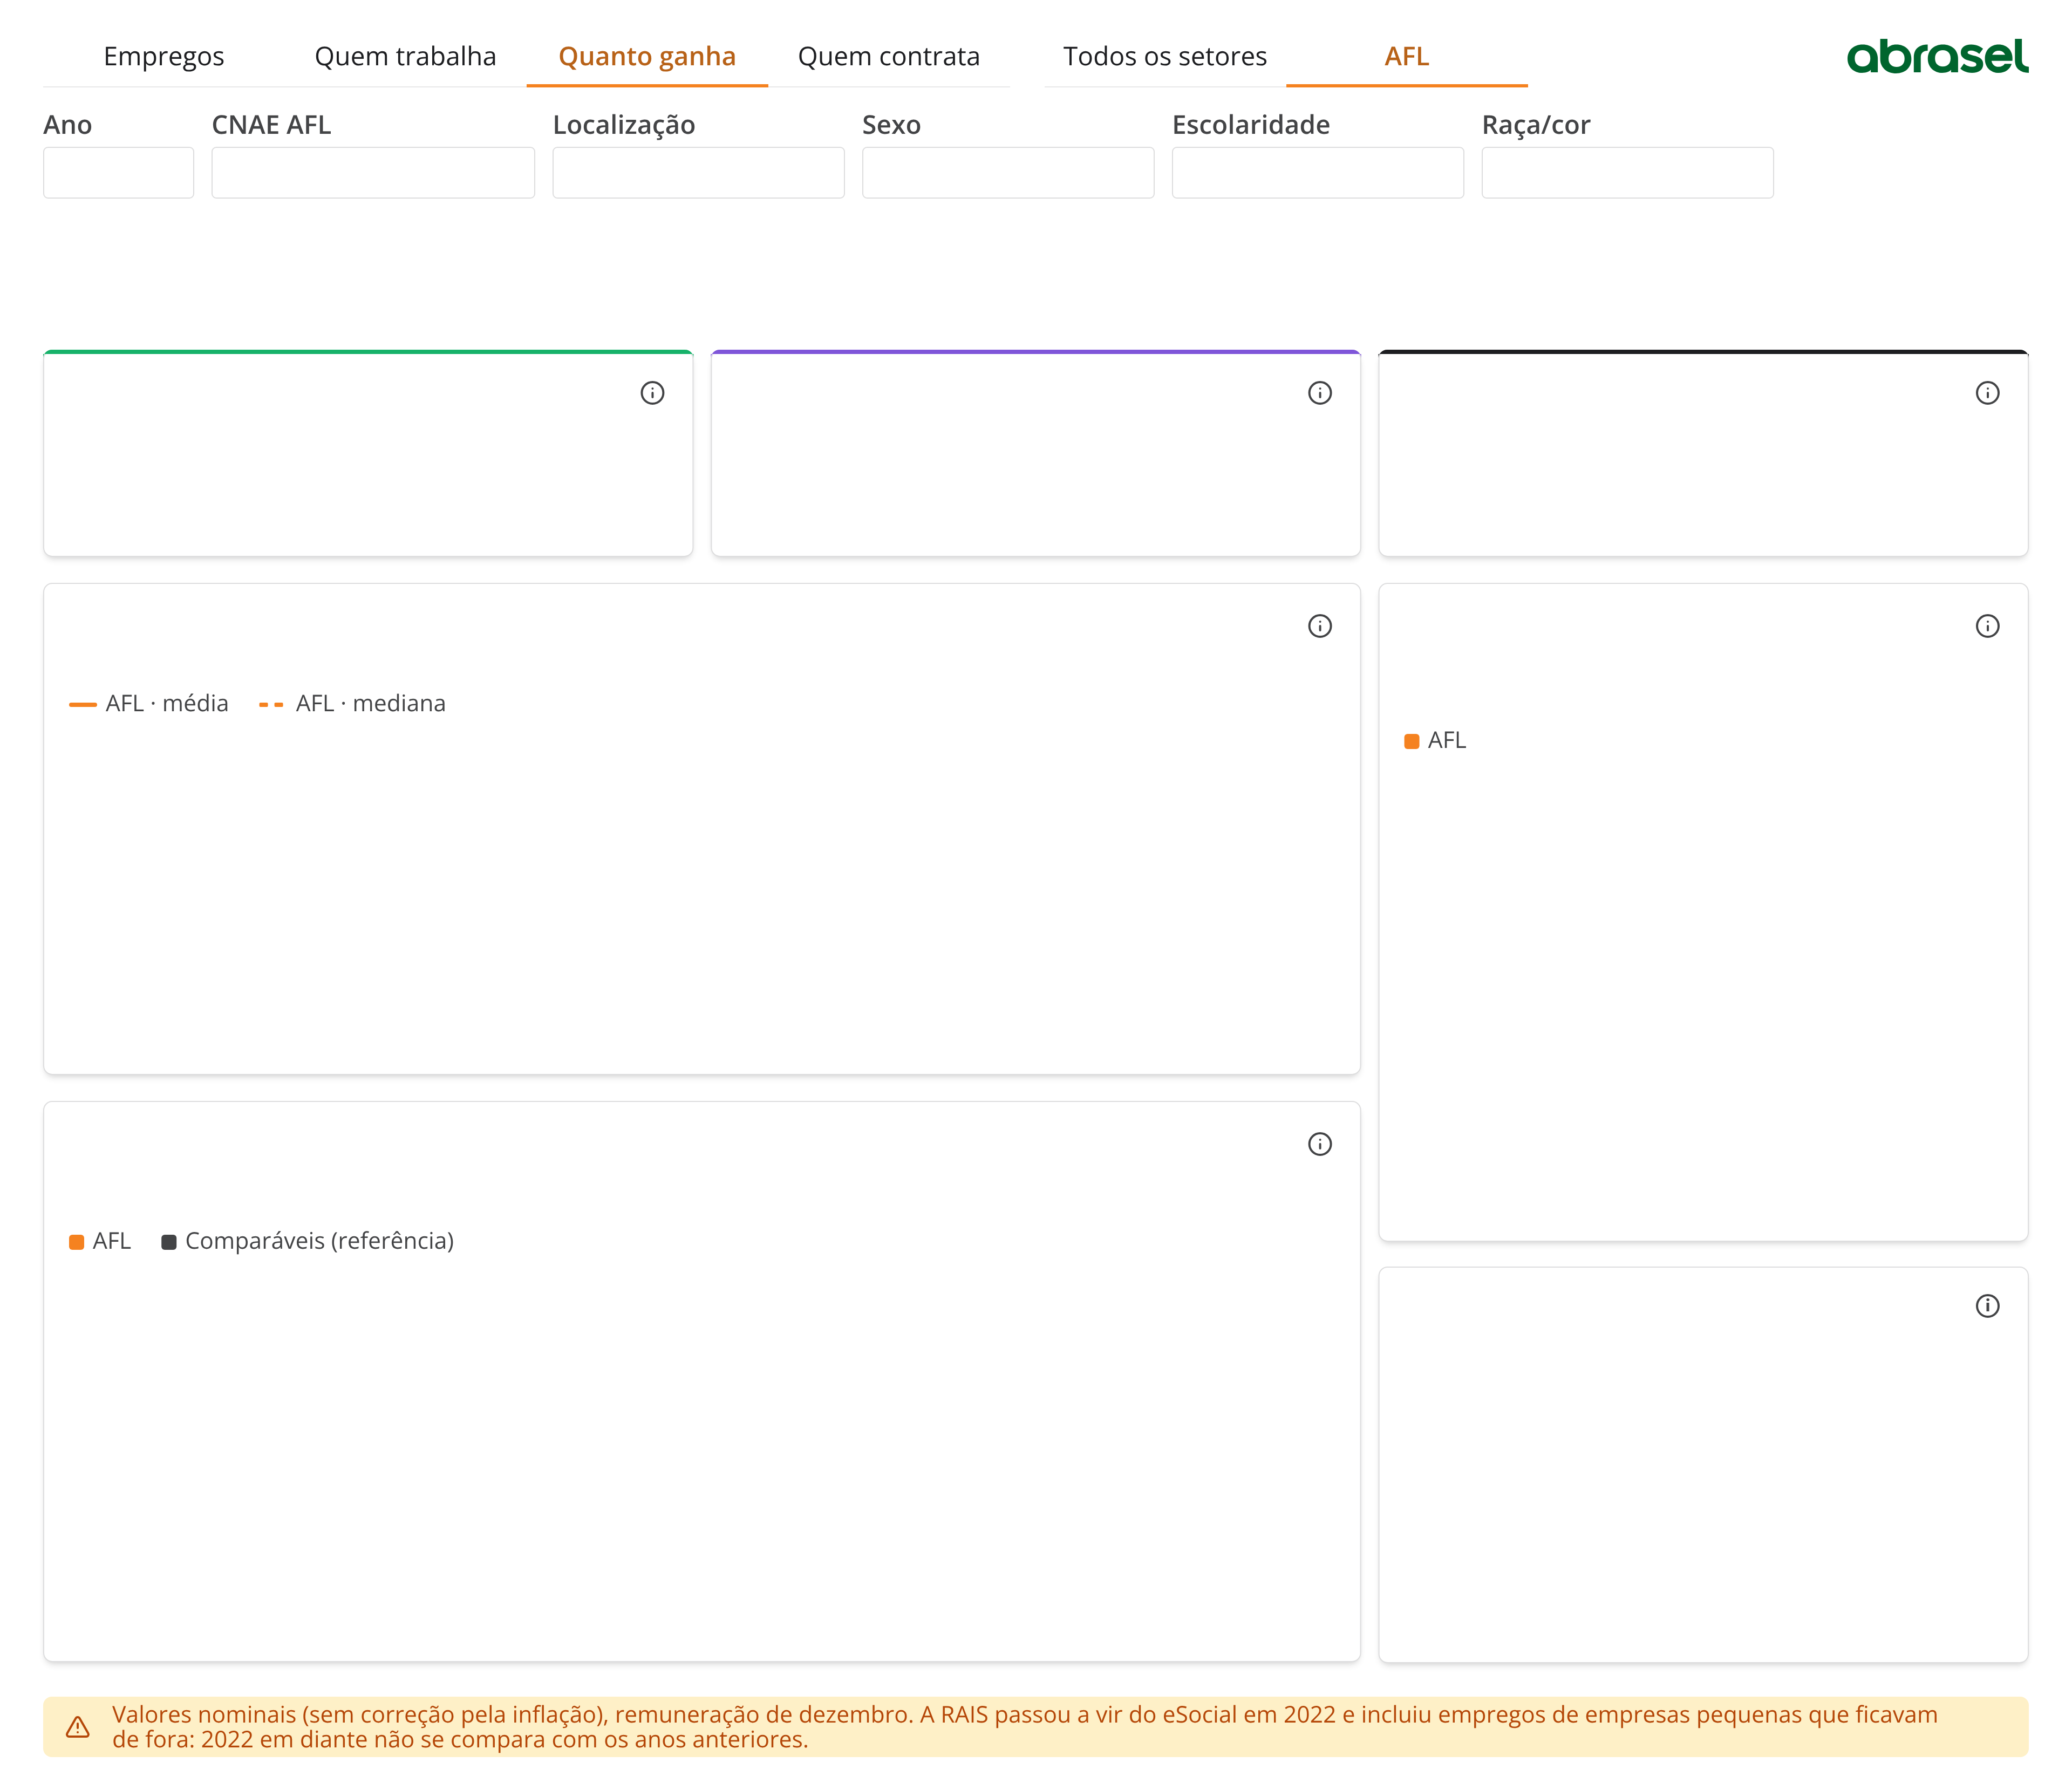 Empregos
Quem trabalha
Quanto ganha
Quem contrata
Todos os setores
AFL
abrasel
Ano
CNAE AFL
Localização
Sexo
Escolaridade
Raça/cor
AFL · média
AFL · mediana
AFL
AFL
Comparáveis (referência)
Valores nominais (sem correção pela inflação), remuneração de dezembro. A RAIS passou a vir do eSocial em 2022 e incluiu empregos de empresas pequenas que ficavam
de fora: 2022 em diante não se compara com os anos anteriores.